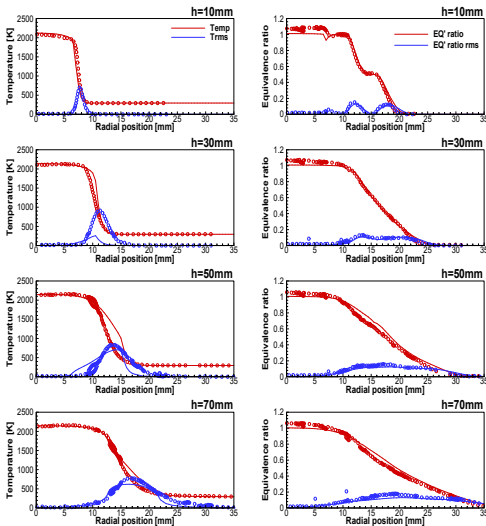 h=10mm
Temperature [K]
2500
2000
1500
1000
500
0
0 5 10 15 20 25 30 35
Radial position [mm]
Temp
Trms
h=10mm
Equivalence ratio
1.2
1
0.8
0.6
0.4
0.2
0
0 5 10 15 20 25 30 35
Radial position [mm]
EQ' ratio
EQ' ratio rms
h=30mm
Temperature [K]
2500
2000
1500
1000
500
0
0 5 10 15 20 25 30 35
Radial position [mm]
h=30mm
Equivalence ratio
1.2
1
0.8
0.6
0.4
0.2
0
0 5 10 15 20 25 30 35
Radial position [mm]
h=50mm
Temperature [K]
2500
2000
1500
1000
500
0
0 5 10 15 20 25 30 35
Radial position [mm]
h=50mm
Equivalence ratio
1.2
1
0.8
0.6
0.4
0.2
0
0 5 10 15 20 25 30 35
Radial position [mm]
h=70mm
Temperature [K]
2500
2000
1500
1000
500
0
0 5 10 15 20 25 30 35
Radial position [mm]
h=70mm
Equivalence ratio
1.2
1
0.8
0.6
0.4
0.2
0
0 5 10 15 20 25 30 35
Radial position [mm]